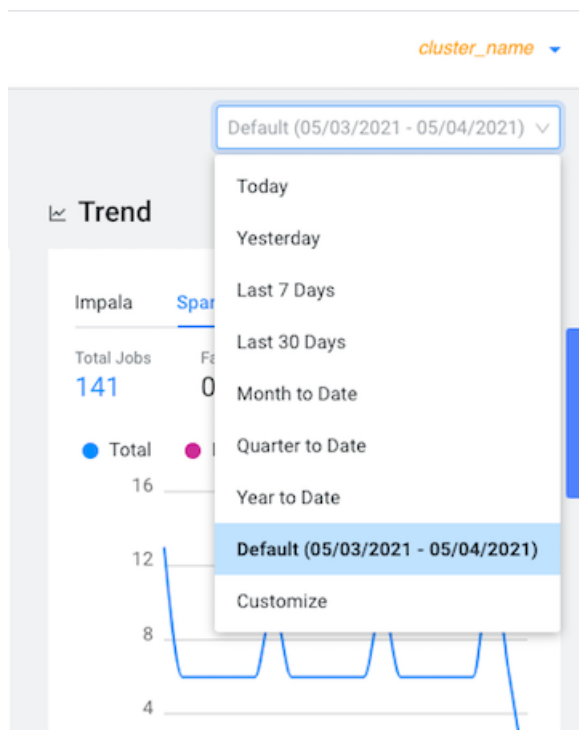 cluster_name
Default (05/03/2021 - 05/04/2021)
Today
Trend
Yesterday
Last 7 Days
Impala
Last 30 Days
Total Jobs
141
0
Month to Date
Total
Quarter to Date
16
Year to Date
Default (05/03/2021 - 05/04/2021)
12
Customize
8
4